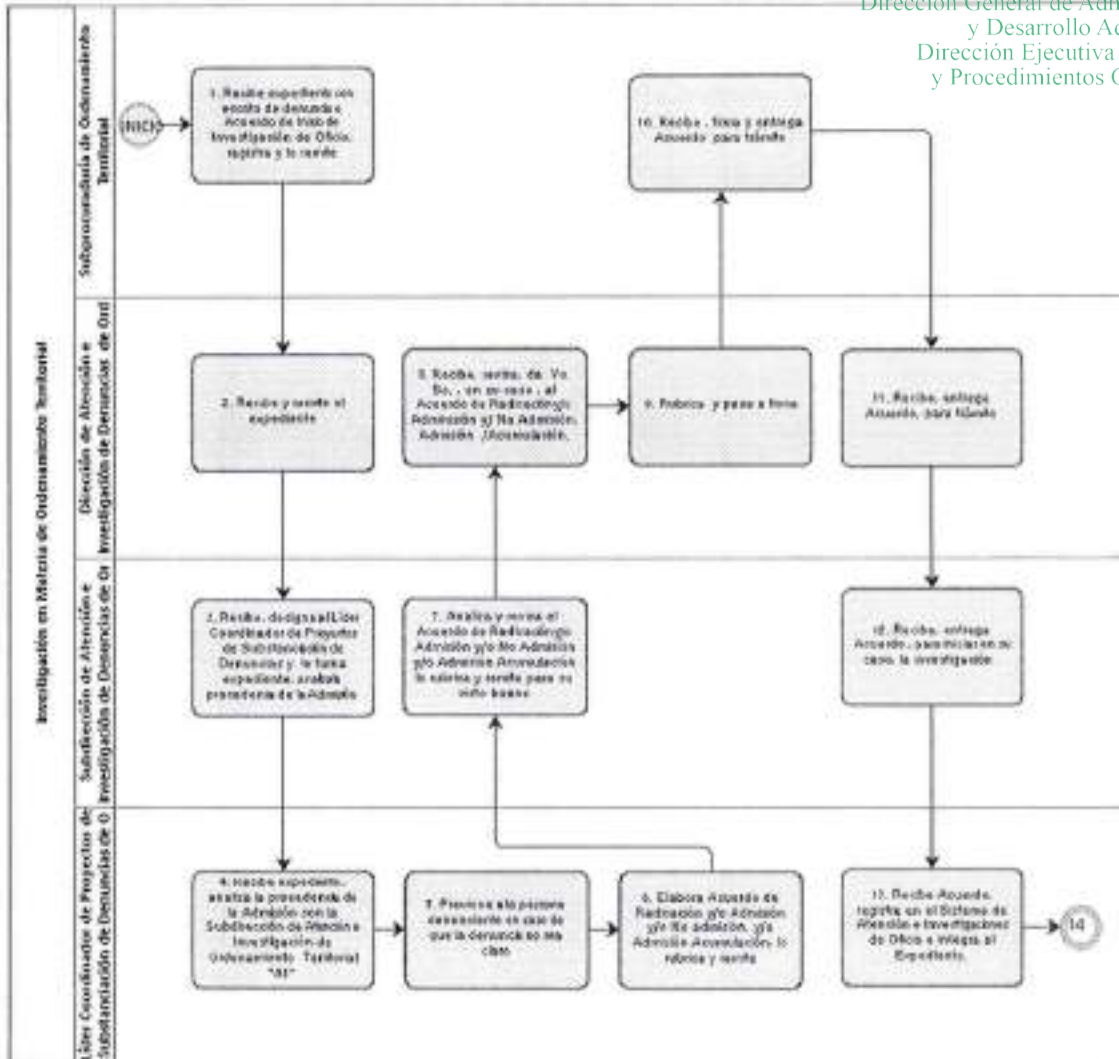 Dirección General de Adm
y Desarrollo Ad
Dirección Ejecutiva
y Procedimientos O
Investigación en Materia de Ordenamiento Territorial
Subprocuraduría de Ordenamiento
Territorial
INICI
1. Recibe expediente con
escrito de denuncia o
Acuerdo de Inicio de
Investigación de Oficio,
registra y lo remite
10. Recibe, firma y entrega
Acuerdo para trámite
Dirección de Atención e
Investigación de Denuncias de Ord
2. Recibe y remite el
expediente
8. Recibe, revisa, da Vo.
Bo., en su caso, al
Acuerdo de Radicación y/o
Admisión y/ No Admisión,
Admisión /Acumulación.
9. Rubrica y pasa a firma
11. Recibe, entrega
Acuerdo, para trámite
Subdirección de Atención e
Investigación de Denuncias de Or
3. Recibe, designa al Líder
Coordinador de Proyectos
de Substanciación de
Denuncias y le turna
expediente, analiza
procedencia de la Admisión
7. Analiza y revisa el
Acuerdo de Radicación y/o
Admisión y/o No Admisión
y/o Admisión Acumulación
lo rubrica y remite para su
visto bueno
12. Recibe, entrega
Acuerdo, para iniciar en su
caso, la investigación
Líder Coordinador de Proyectos de
Substanciación de Denuncias de O
4. Recibe expediente,
analiza la procedencia de
la Admisión con la
Subdirección de Atención e
Investigación de
Ordenamiento Territorial
5. Previene a la persona
denunciante en caso de
que la denuncia no sea
clara
6. Elabora Acuerdo de
Radicación y/o Admisión
y/o No admisión, y/o
Admisión Acumulación, lo
rubrica y remite
13. Recibe Acuerdo,
registra en el Sistema de
Atención e Investigaciones
de Oficio e integra al
Expediente.
14